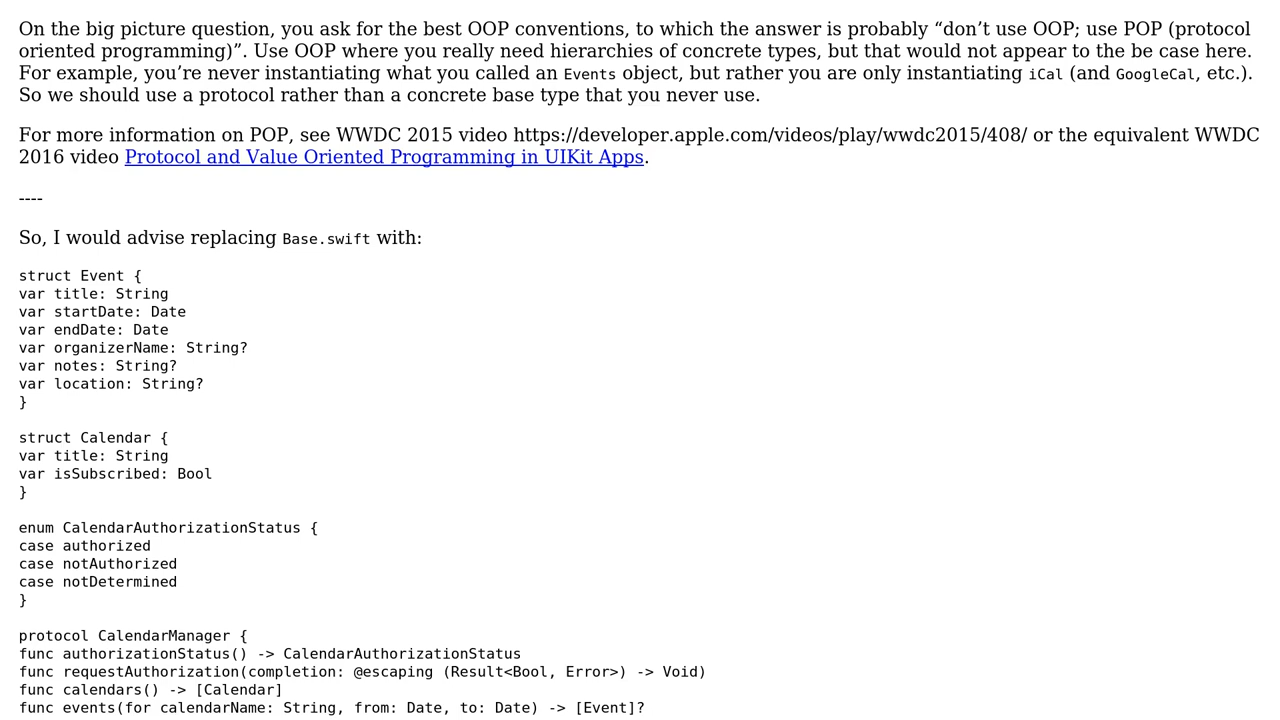 On the big picture question, you ask for the best OOP conventions, to which the answer is probably “don’t use OOP; use POP (protocol
oriented programming)”. Use OOP where you really need hierarchies of concrete types, but that would not appear to the be case here.
For example, you’re never instantiating what you called an Events object, but rather you are only instantiating iCal (and GoogleCal, etc.).
So we should use a protocol rather than a concrete base type that you never use.
For more information on POP, see WWDC 2015 video https://developer.apple.com/videos/play/wwdc2015/408/ or the equivalent WWDC
2016 video Protocol and Value Oriented Programming in UIKit Apps.
----
So, I would advise replacing Base.swift with:
struct Event {
var title: String
var startDate: Date
var endDate: Date
var organizerName: String?
var notes: String?
var location: String?
}
struct Calendar {
var title: String
var isSubscribed: Bool
}
enum CalendarAuthorizationStatus {
case authorized
case notAuthorized
case notDetermined
}
protocol CalendarManager {
func authorizationStatus() -> CalendarAuthorizationStatus
func requestAuthorization(completion: @escaping (Result<Bool, Error>) -> Void)
func calendars() -> [Calendar]
func events(for calendarName: String, from: Date, to: Date) -> [Event]?